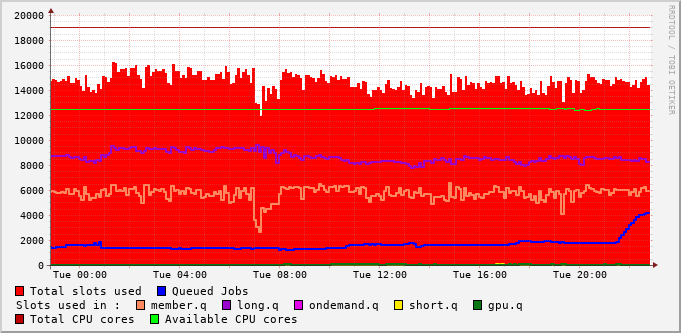 20000
18000
16000
14000
12000
10000
8000
6000
4000
2000
0
Tue 00:00 Tue 04:00 Tue 08:00 Tue 12:00 Tue 16:00 Tue 20:00
RRDTOOL / TOBI OETIKER
Total slots used Queued Jobs
Slots used in : member.q long.q ondemand.q short.q gpu.q
Total CPU cores Available CPU cores